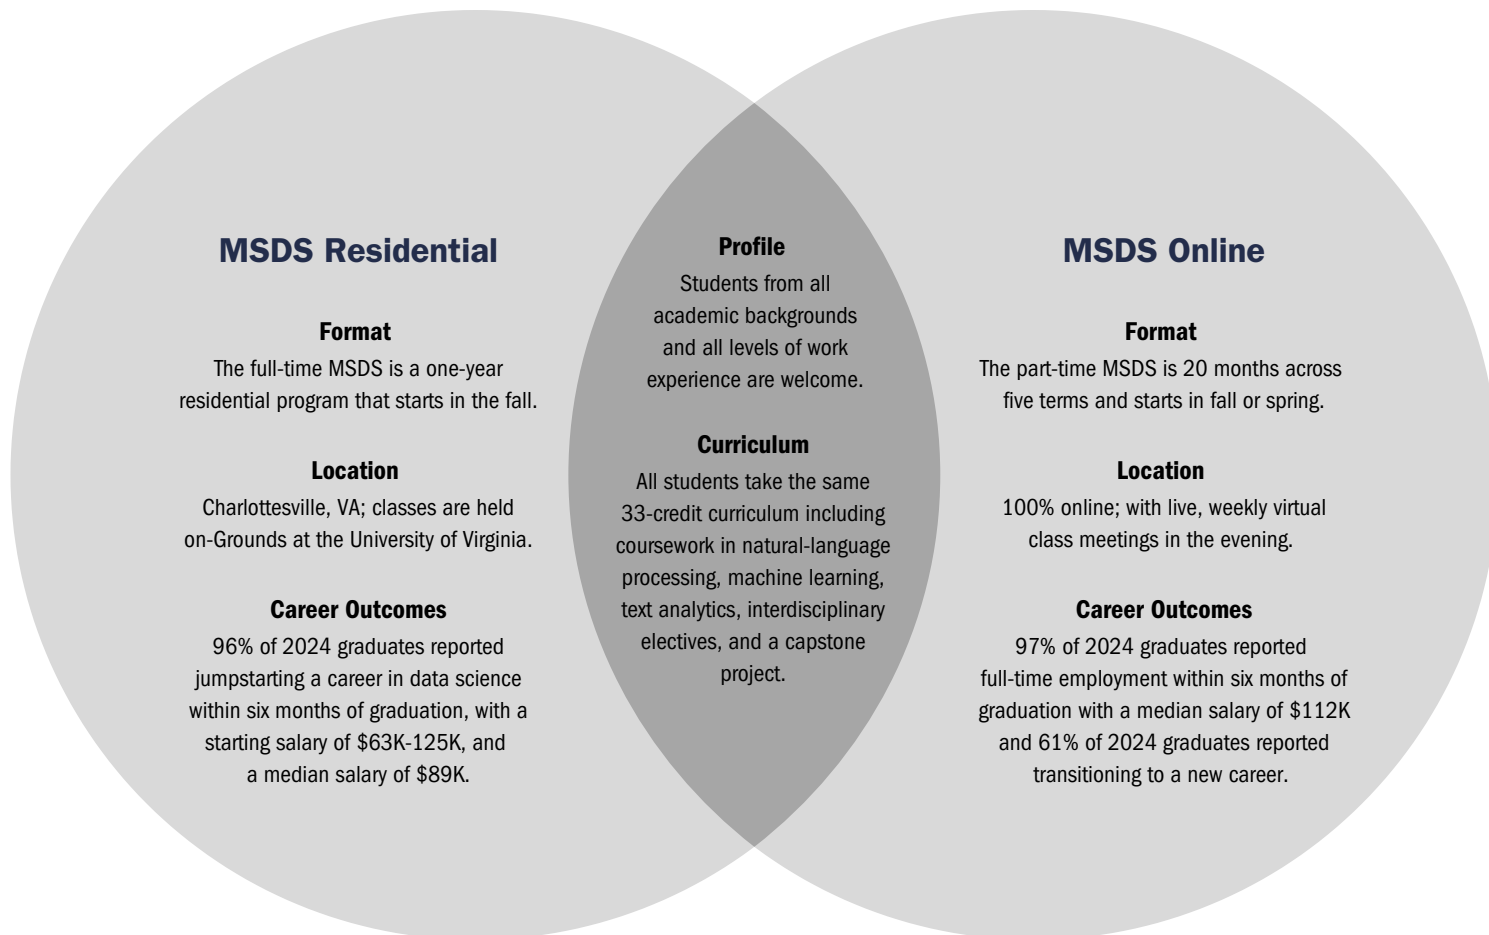 MSDS Residential
Format
The full-time MSDS is a one-year
residential program that starts in the fall.
Location
Charlottesville, VA; classes are held
on-Grounds at the University of Virginia.
Career Outcomes
96% of 2024 graduates reported
jumpstarting a career in data science
within six months of graduation, with a
starting salary of $63K-125K, and
a median salary of $89K.
Profile
Students from all
academic backgrounds
and all levels of work
experience are welcome.
Curriculum
All students take the same
33-credit curriculum including
coursework in natural-language
processing, machine learning,
text analytics, interdisciplinary
electives, and a capstone
project.
MSDS Online
Format
The part-time MSDS is 20 months across
five terms and starts in fall or spring.
Location
100% online; with live, weekly virtual
class meetings in the evening.
Career Outcomes
97% of 2024 graduates reported
full-time employment within six months of
graduation with a median salary of $112K
and 61% of 2024 graduates reported
transitioning to a new career.